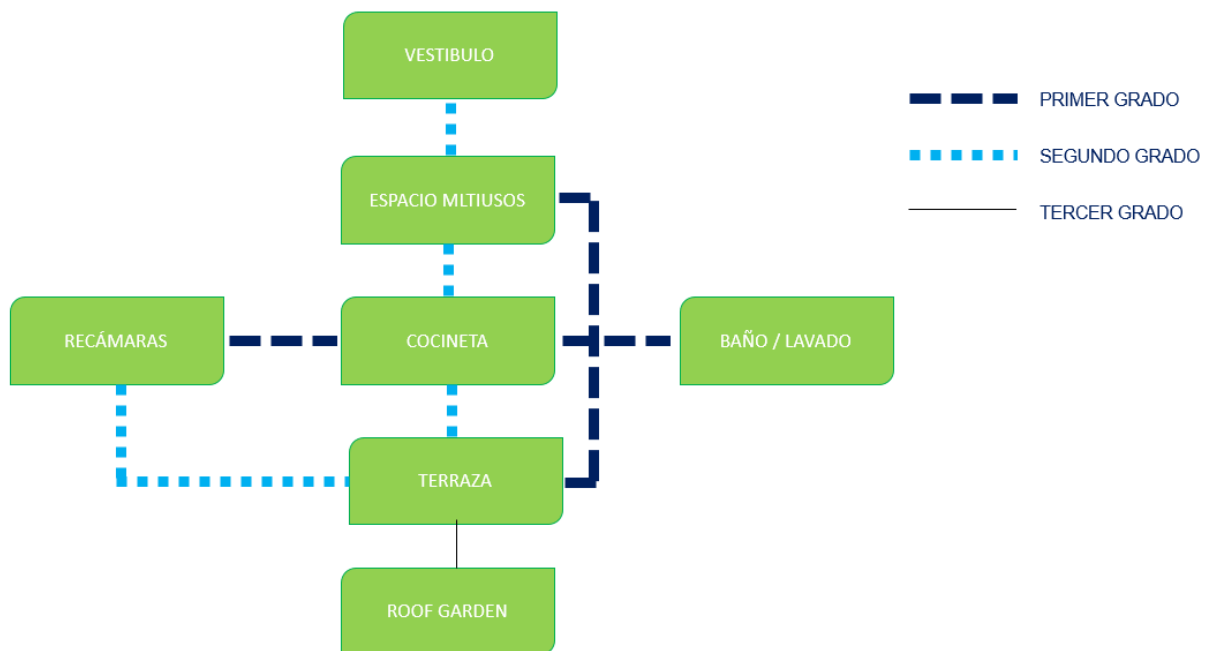 VESTIBULO
PRIMER GRADO
SEGUNDO GRADO
ESPACIO MLTIUSOS
TERCER GRADO
RECÁMARAS
COCINETA
BAÑO / LAVADO
TERRAZA
ROOF GARDEN